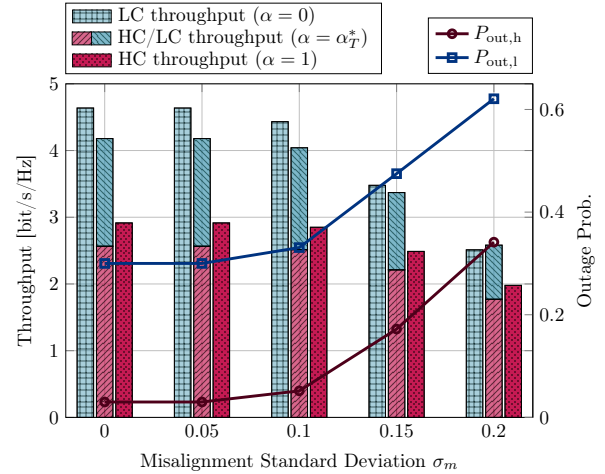 LC throughput (α = 0)
HC/LC throughput (α = α*_T)
HC throughput (α = 1)
P_out,h
P_out,l
5
4
3
2
1
0
Throughput [bit/s/Hz]
0.6
0.4
0.2
0
Outage Prob.
0 0.05 0.1 0.15 0.2
Misalignment Standard Deviation σ_m